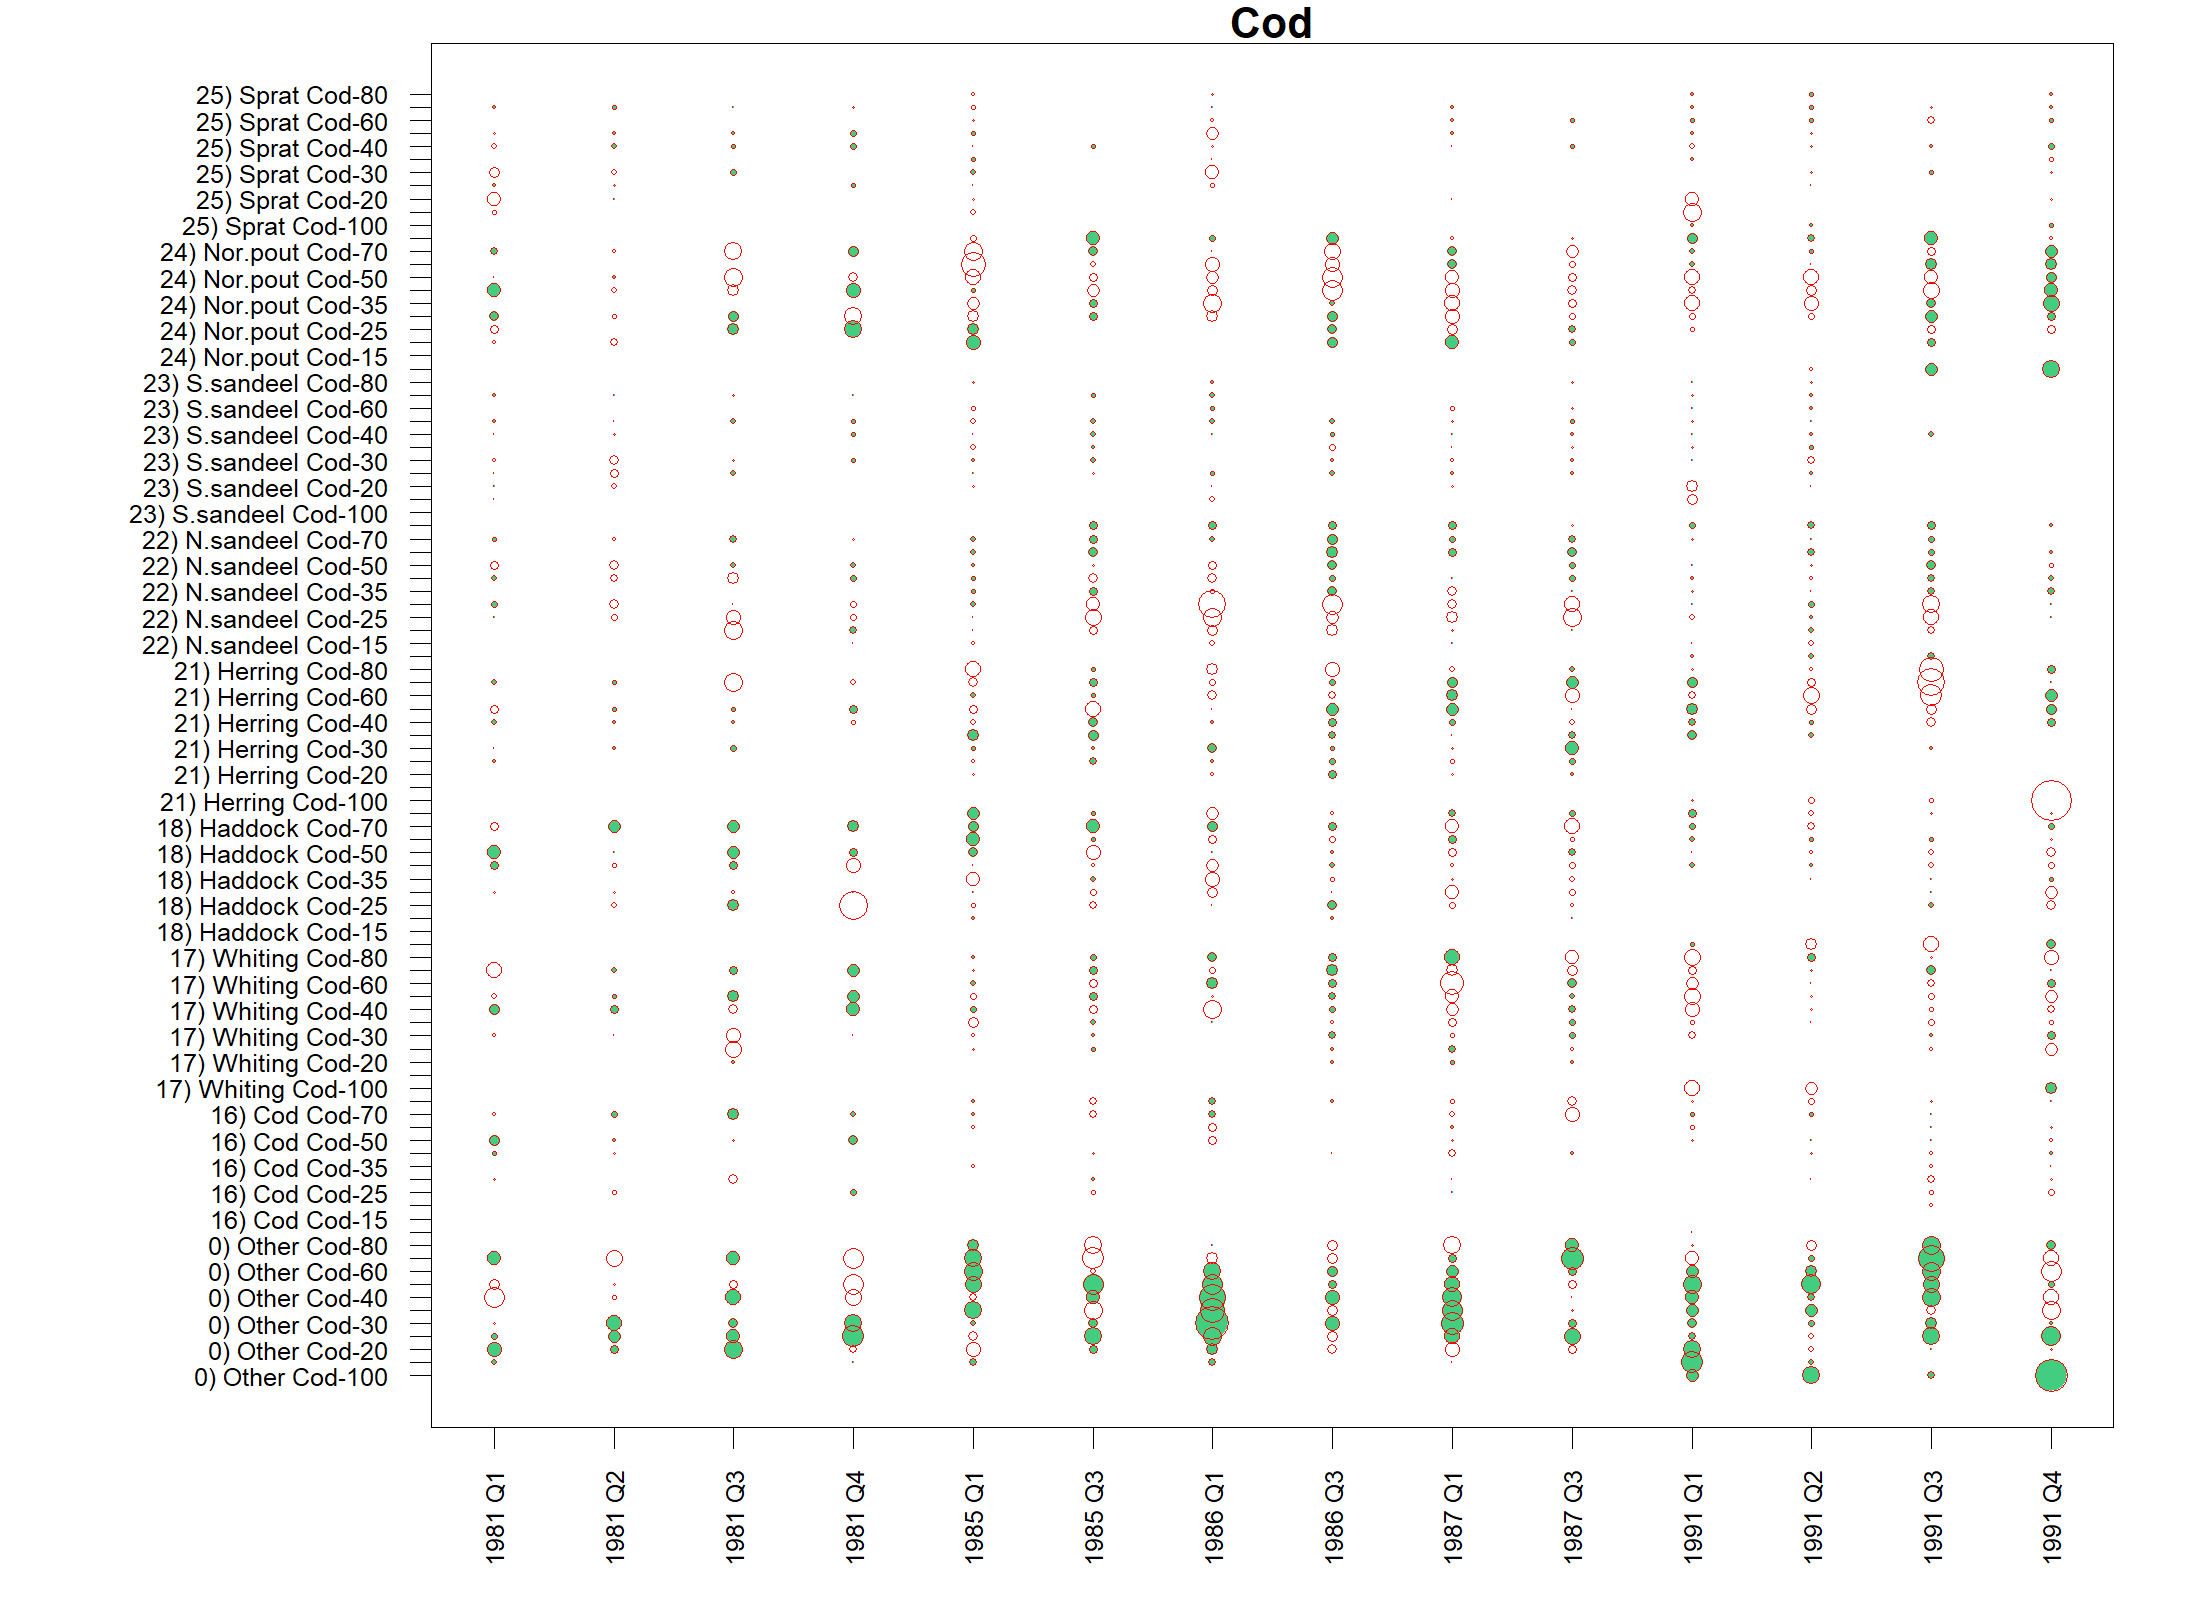 Cod
25) Sprat Cod-80
25) Sprat Cod-60
25) Sprat Cod-40
25) Sprat Cod-30
25) Sprat Cod-20
25) Sprat Cod-100
24) Nor.pout Cod-70
24) Nor.pout Cod-50
24) Nor.pout Cod-35
24) Nor.pout Cod-25
24) Nor.pout Cod-15
23) S.sandeel Cod-80
23) S.sandeel Cod-60
23) S.sandeel Cod-40
23) S.sandeel Cod-30
23) S.sandeel Cod-20
23) S.sandeel Cod-100
22) N.sandeel Cod-70
22) N.sandeel Cod-50
22) N.sandeel Cod-35
22) N.sandeel Cod-25
22) N.sandeel Cod-15
21) Herring Cod-80
21) Herring Cod-60
21) Herring Cod-40
21) Herring Cod-30
21) Herring Cod-20
21) Herring Cod-100
18) Haddock Cod-70
18) Haddock Cod-50
18) Haddock Cod-35
18) Haddock Cod-25
18) Haddock Cod-15
17) Whiting Cod-80
17) Whiting Cod-60
17) Whiting Cod-40
17) Whiting Cod-30
17) Whiting Cod-20
17) Whiting Cod-100
16) Cod Cod-70
16) Cod Cod-50
16) Cod Cod-35
16) Cod Cod-25
16) Cod Cod-15
0) Other Cod-80
0) Other Cod-60
0) Other Cod-40
0) Other Cod-30
0) Other Cod-20
0) Other Cod-100
1981 Q1
1981 Q2
1981 Q3
1981 Q4
1985 Q1
1985 Q3
1986 Q1
1986 Q3
1987 Q1
1987 Q3
1991 Q1
1991 Q2
1991 Q3
1991 Q4